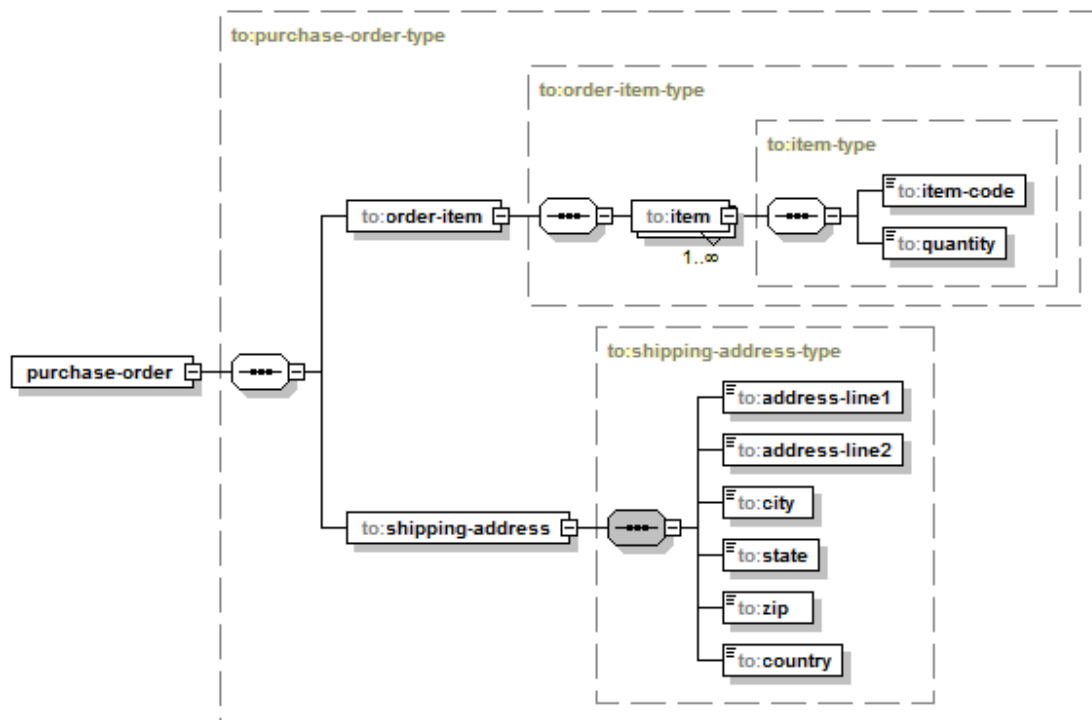 to:purchase-order-type
to:order-item-type
to:item-type
to:item-code
to:order-item
to:item
to:quantity
1..∞
to:shipping-address-type
purchase-order
to:address-line1
to:address-line2
to:city
to:shipping-address
to:state
to:zip
to:country